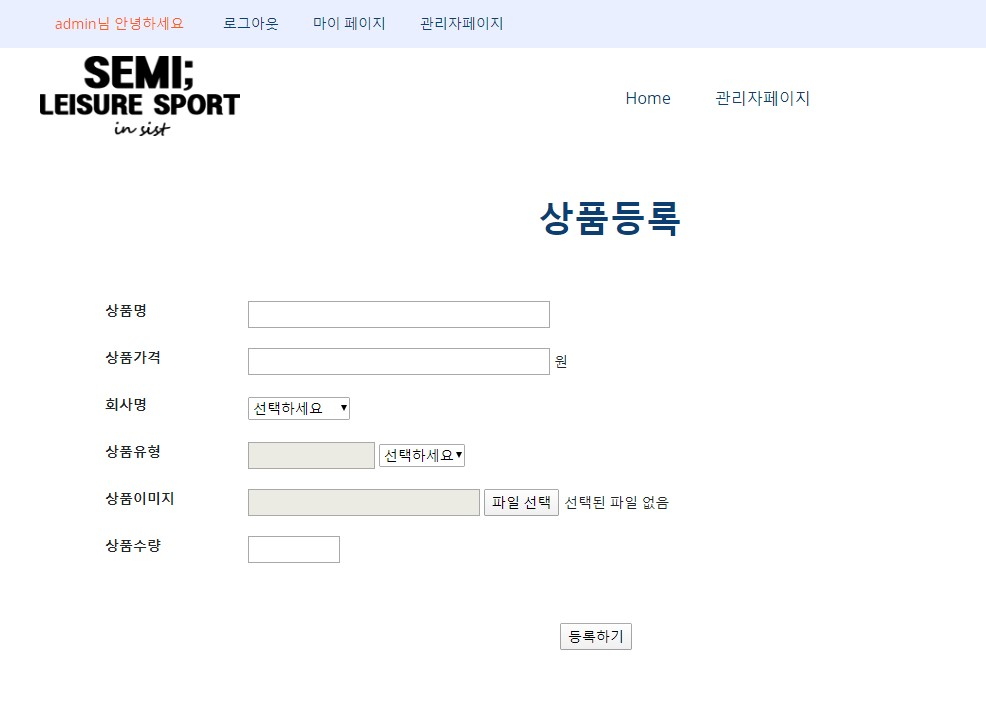 admin님 안녕하세요 로그아웃 마이 페이지 관리자페이지
SEMI;
LEISURE SPORT
in sist
Home 관리자페이지
상품등록
상품명
상품가격 원
회사명 선택하세요
상품유형 선택하세요
상품이미지 파일 선택 선택된 파일 없음
상품수량
등록하기